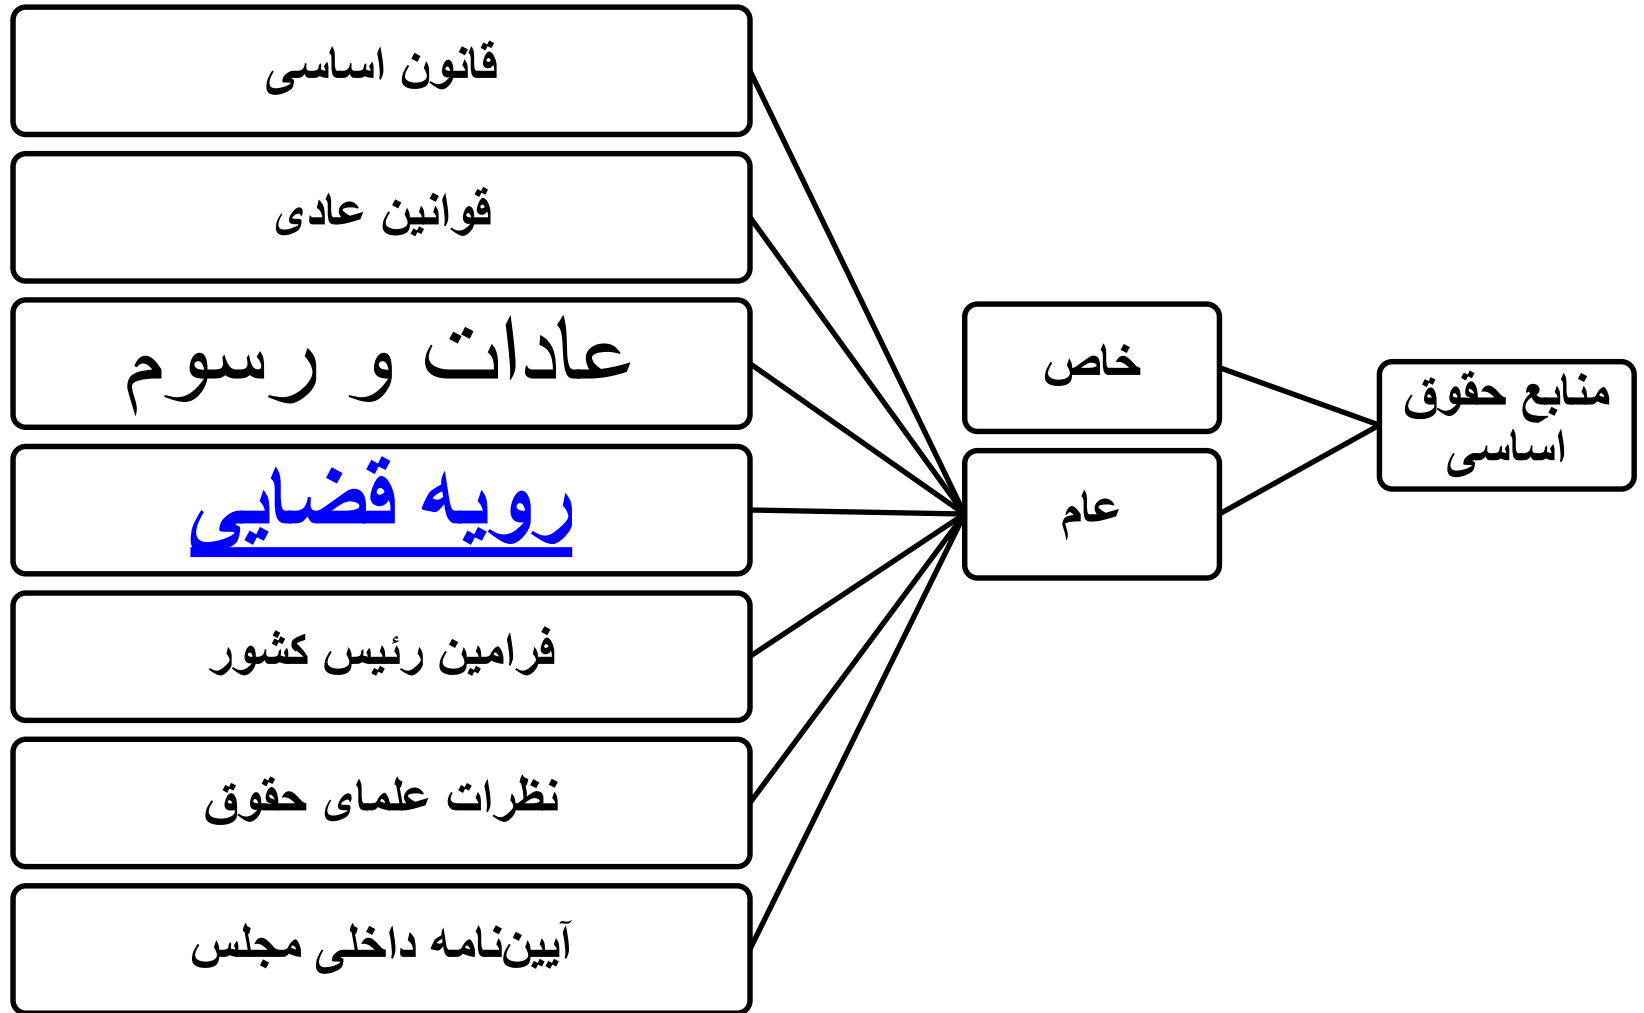 منابع حقوق
اساسی
خاص
عام
قانون اساسی
قوانین عادی
عادات و رسوم
رویه قضایی
فرامین رئیس کشور
نظرات علمای حقوق
آیین‌نامه داخلی مجلس